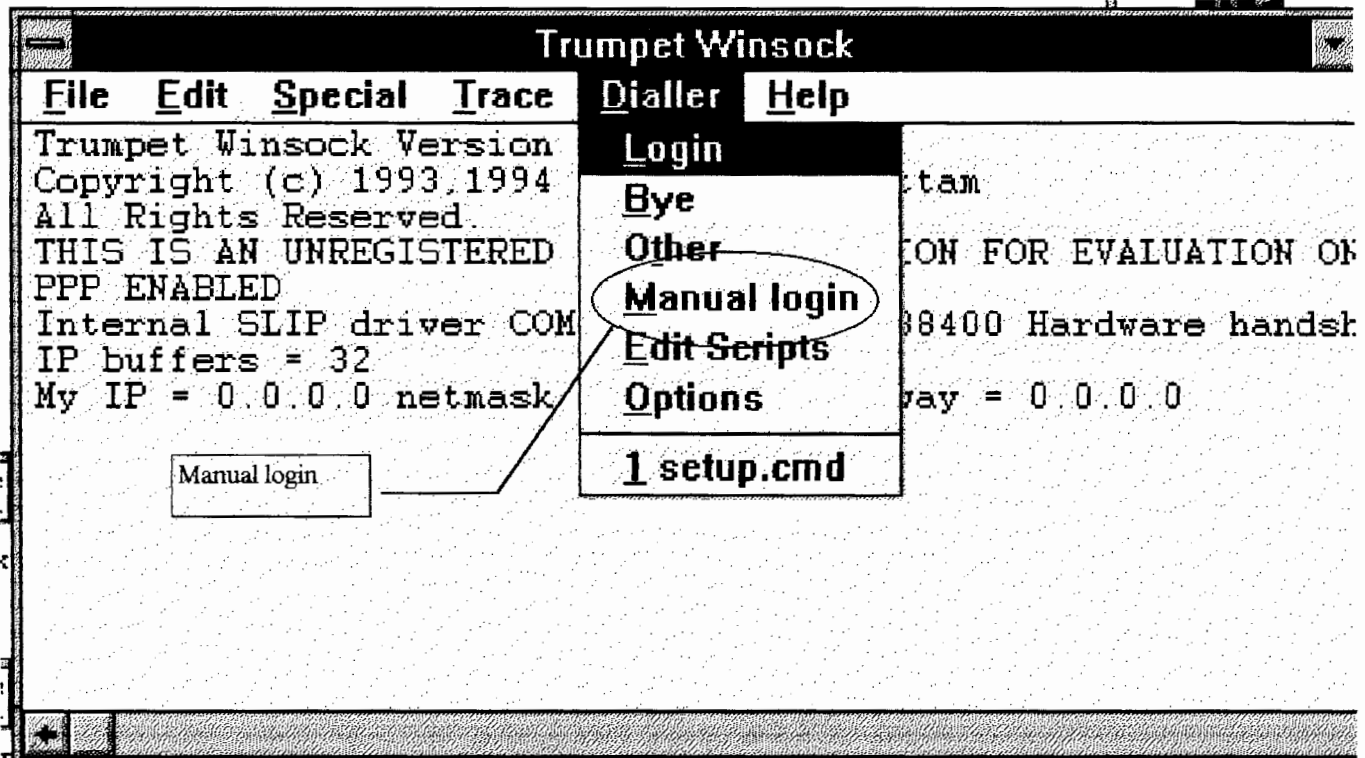 Trumpet Winsock
File Edit Special Trace Dialler Help
Trumpet Winsock Version
Copyright (c) 1993,1994 tam
All Rights Reserved.
THIS IS AN UNREGISTERED ON FOR EVALUATION
PPP ENABLED
Internal SLIP driver COM 38400 Hardware
IP buffers = 32
My IP = 0.0.0.0 netmask way = 0.0.0.0
Login
Bye
Other
Manual login
Edit Scripts
Options
1 setup.cmd
Manual login